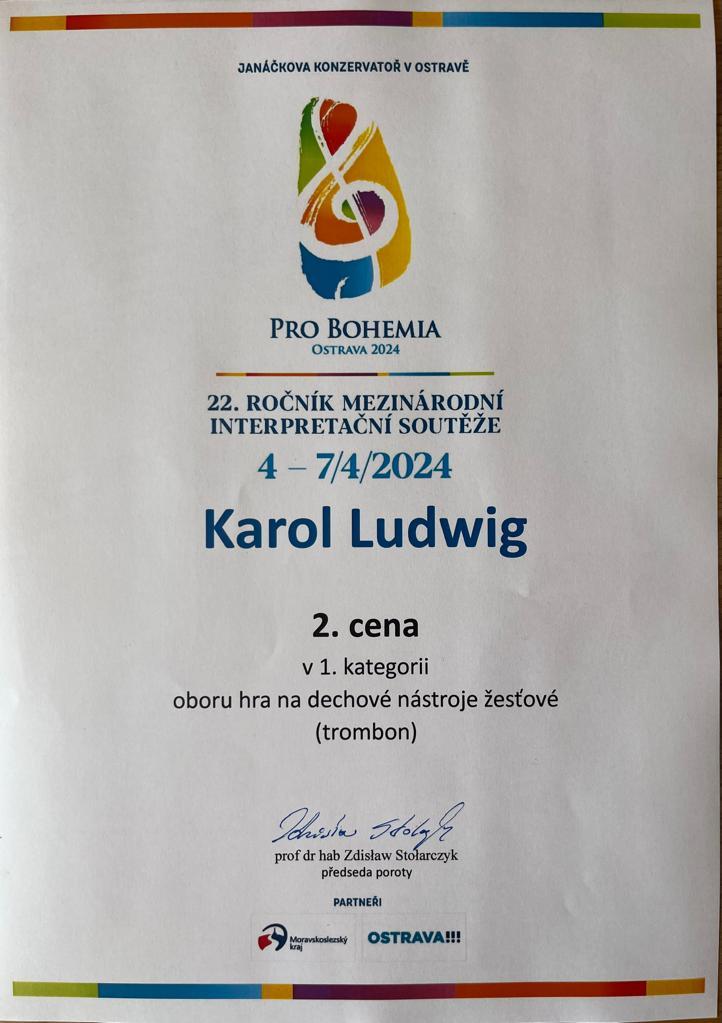 JANÁČKOVA KONZERVATOŘ V OSTRAVĚ
PRO BOHEMIA
OSTRAVA 2024
22. ROČNÍK MEZINÁRODNÍ
INTERPRETAČNÍ SOUTĚŽE
4 – 7/4/2024
Karol Ludwig
2. cena
v 1. kategorii
oboru hra na dechové nástroje žesťové
(trombon)
prof dr hab Zdisław Stolarczyk
předseda poroty
PARTNEŘI
Moravskoslezský
kraj
OSTRAVA!!!